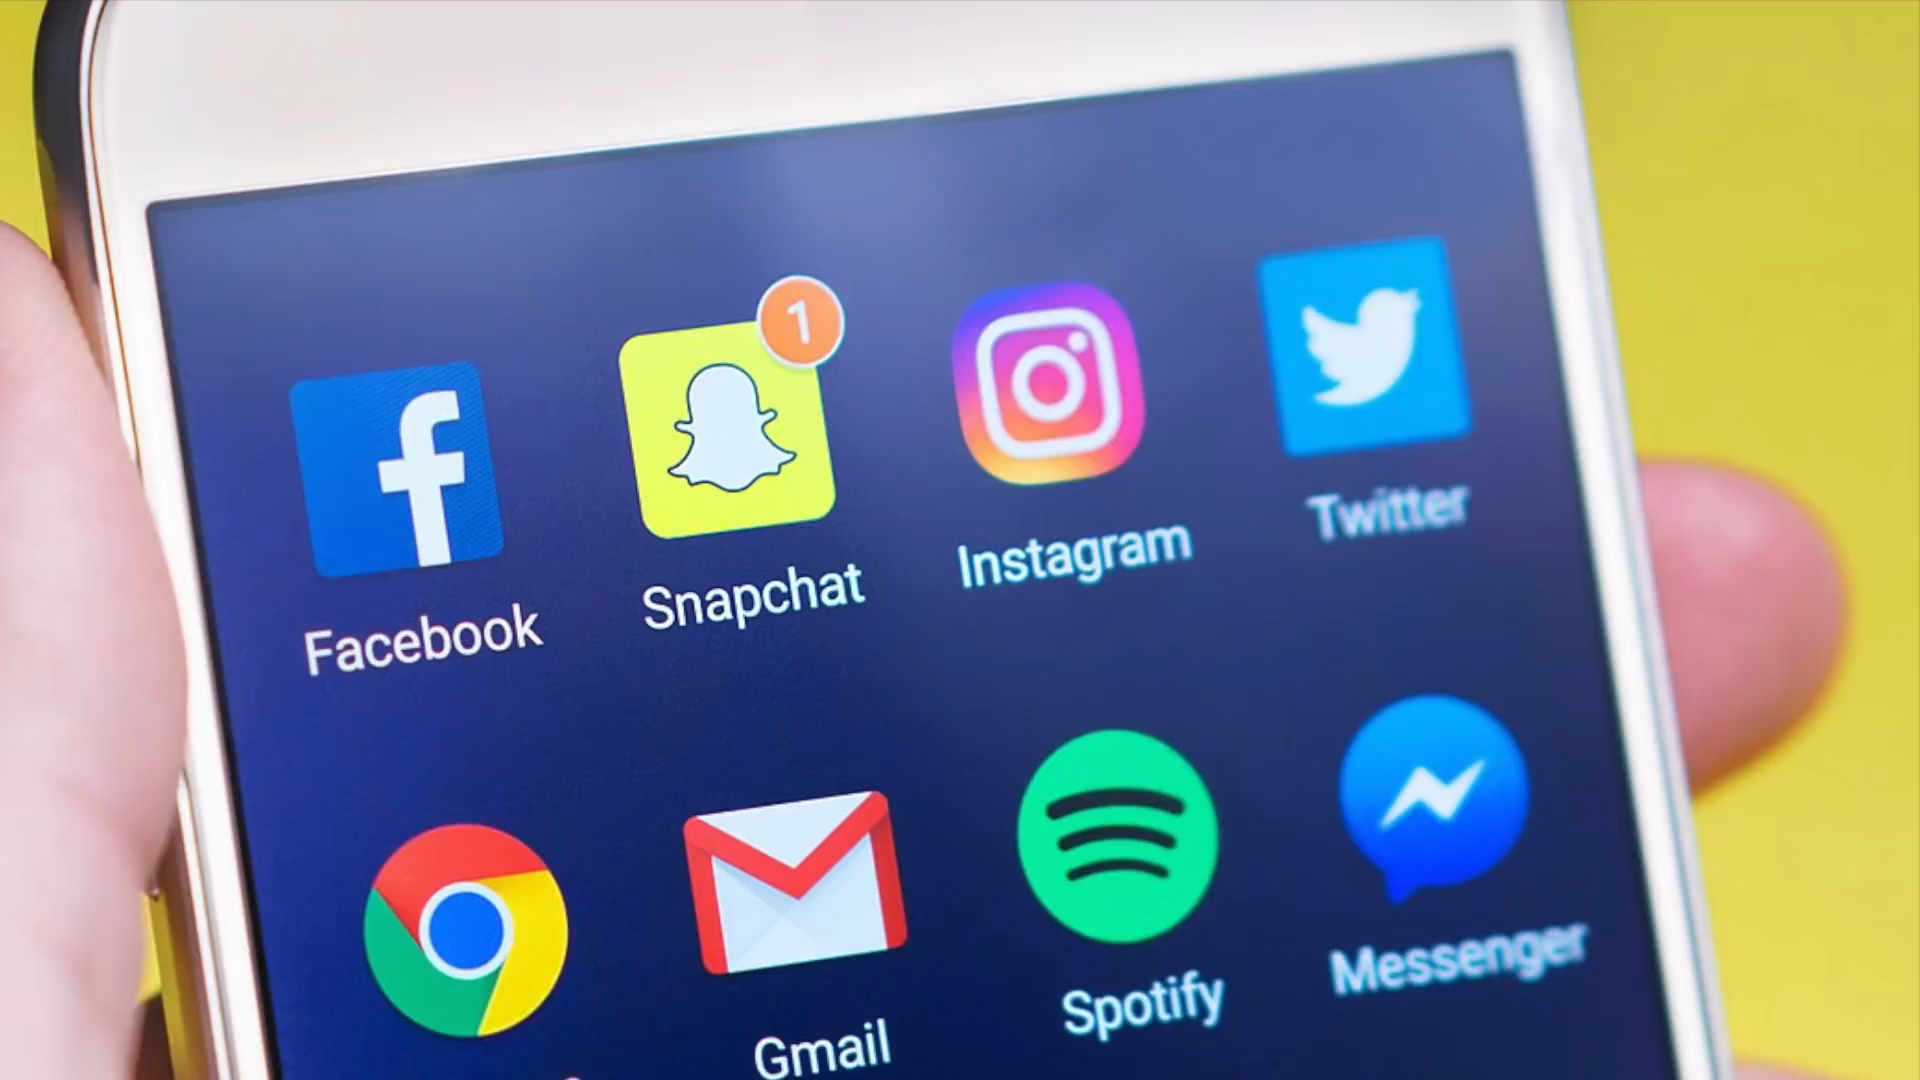 1
Facebook
Snapchat
Instagram
Twitter
Gmail
Spotify
Messenger